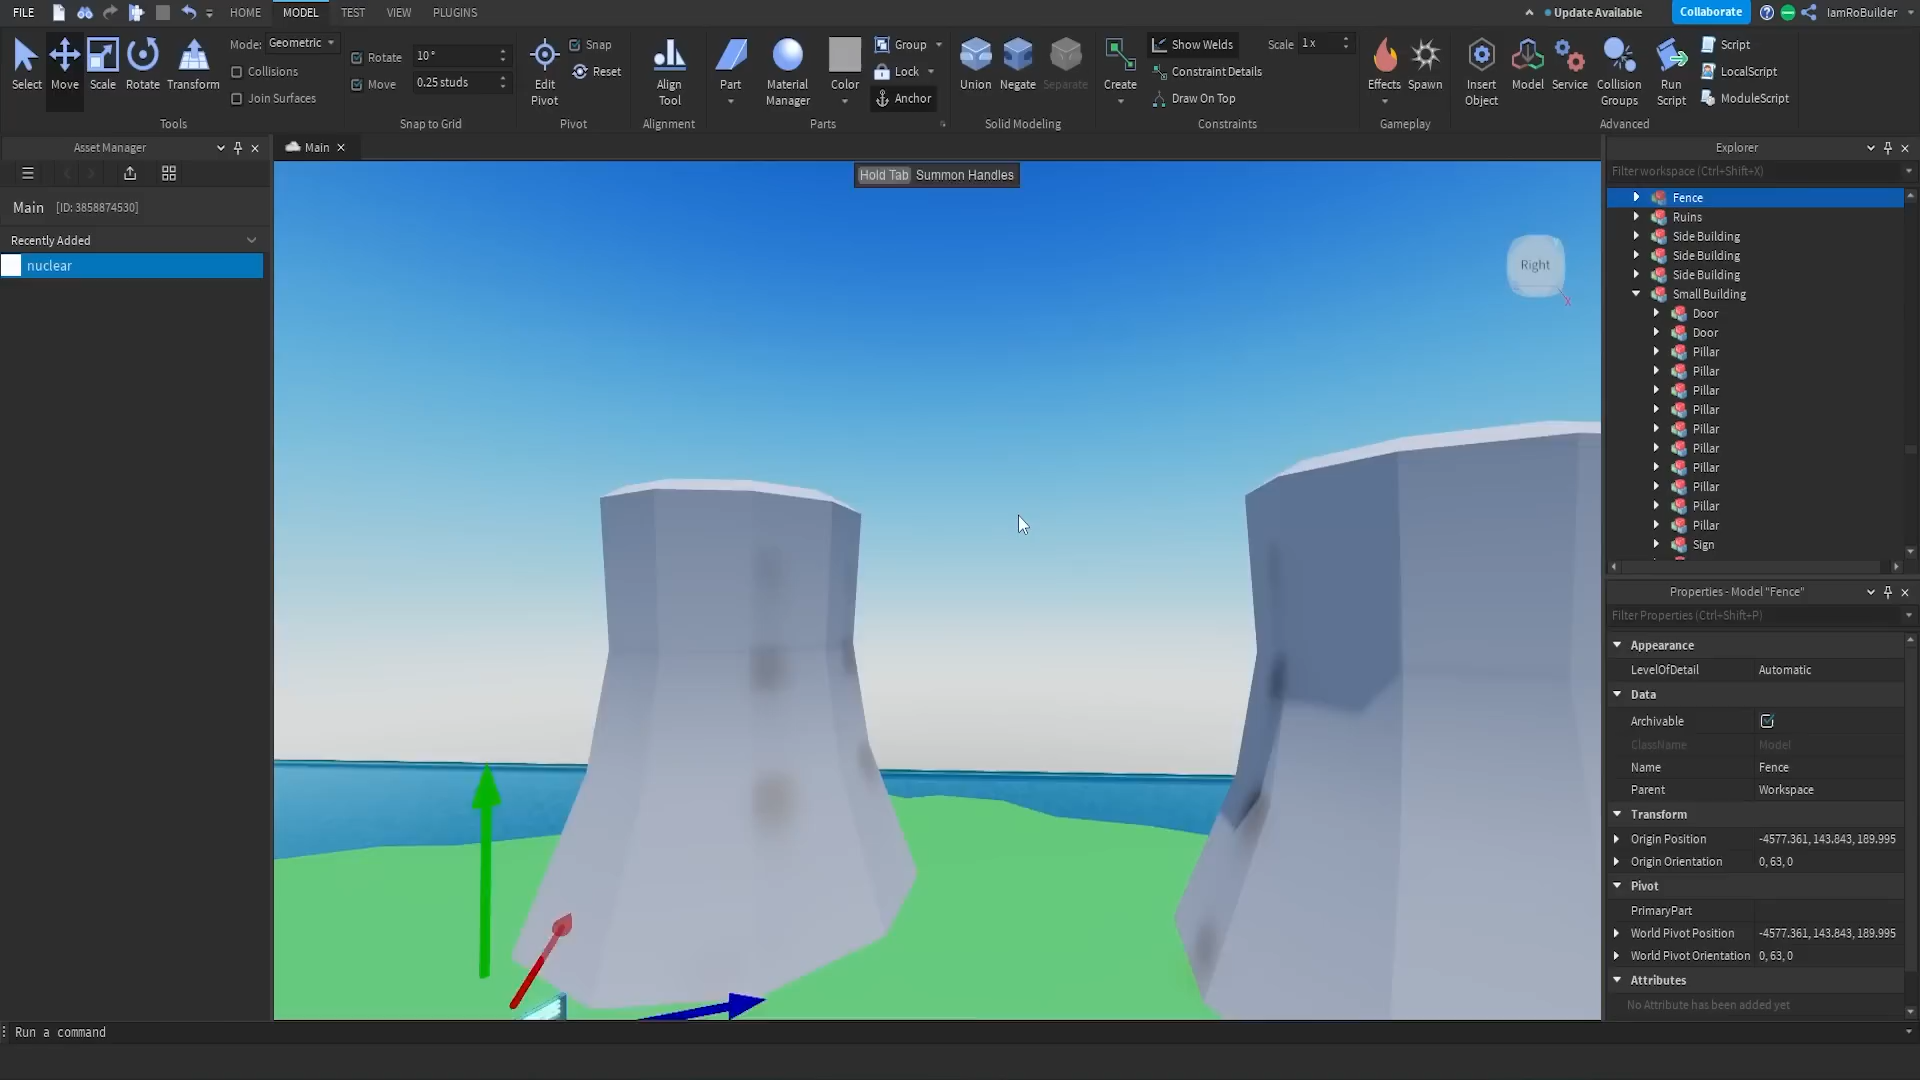 FILE HOME MODEL TEST VIEW PLUGINS Update Available Collaborate IamRoBuilder
Select Move Scale Rotate Transform
Mode: Geometric
Collisions
Join Surfaces
Tools
Rotate 10°
Move 0.25 studs
Snap to Grid
Edit Pivot
Snap
Reset
Pivot
Align Tool
Alignment
Part
Material Manager
Color
Group
Lock
Anchor
Parts
Union Negate Separate
Solid Modeling
Create
Show Welds
Scale 1 x
Constraint Details
Draw On Top
Constraints
Effects Spawn
Gameplay
Insert Object
Model
Service
Collision Groups
Run Script
Script
LocalScript
ModuleScript
Advanced
Asset Manager
Main [ID: 3858874530]
Recently Added
nuclear
Main
Hold Tab Summon Handles
Right
X
Explorer
Filter workspace (Ctrl+Shift+X)
Fence
Ruins
Side Building
Side Building
Side Building
Small Building
Door
Door
Pillar
Pillar
Pillar
Pillar
Pillar
Pillar
Pillar
Pillar
Pillar
Pillar
Sign
Properties - Model "Fence"
Filter Properties (Ctrl+Shift+P)
Appearance
LevelOfDetail Automatic
Data
Archivable
ClassName Model
Name Fence
Parent Workspace
Transform
Origin Position -4577.361, 143.843, 189.995
Origin Orientation 0, 63, 0
Pivot
PrimaryPart
World Pivot Position -4577.361, 143.843, 189.995
World Pivot Orientation 0, 63, 0
Attributes
No Attribute has been added yet
Run a command